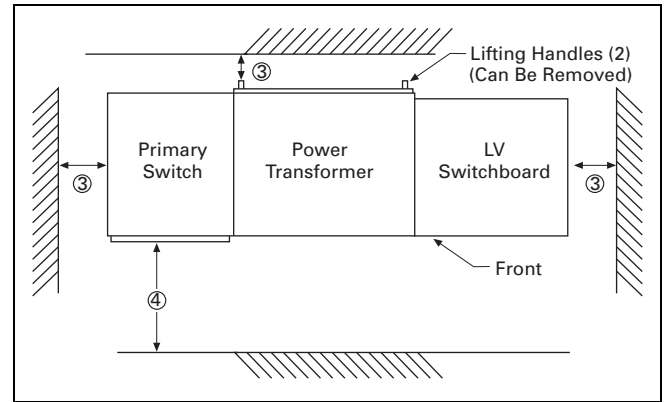 Lifting Handles (2)
(Can Be Removed)
③
Primary
Switch
Power
Transformer
LV
Switchboard
③
③
Front
④